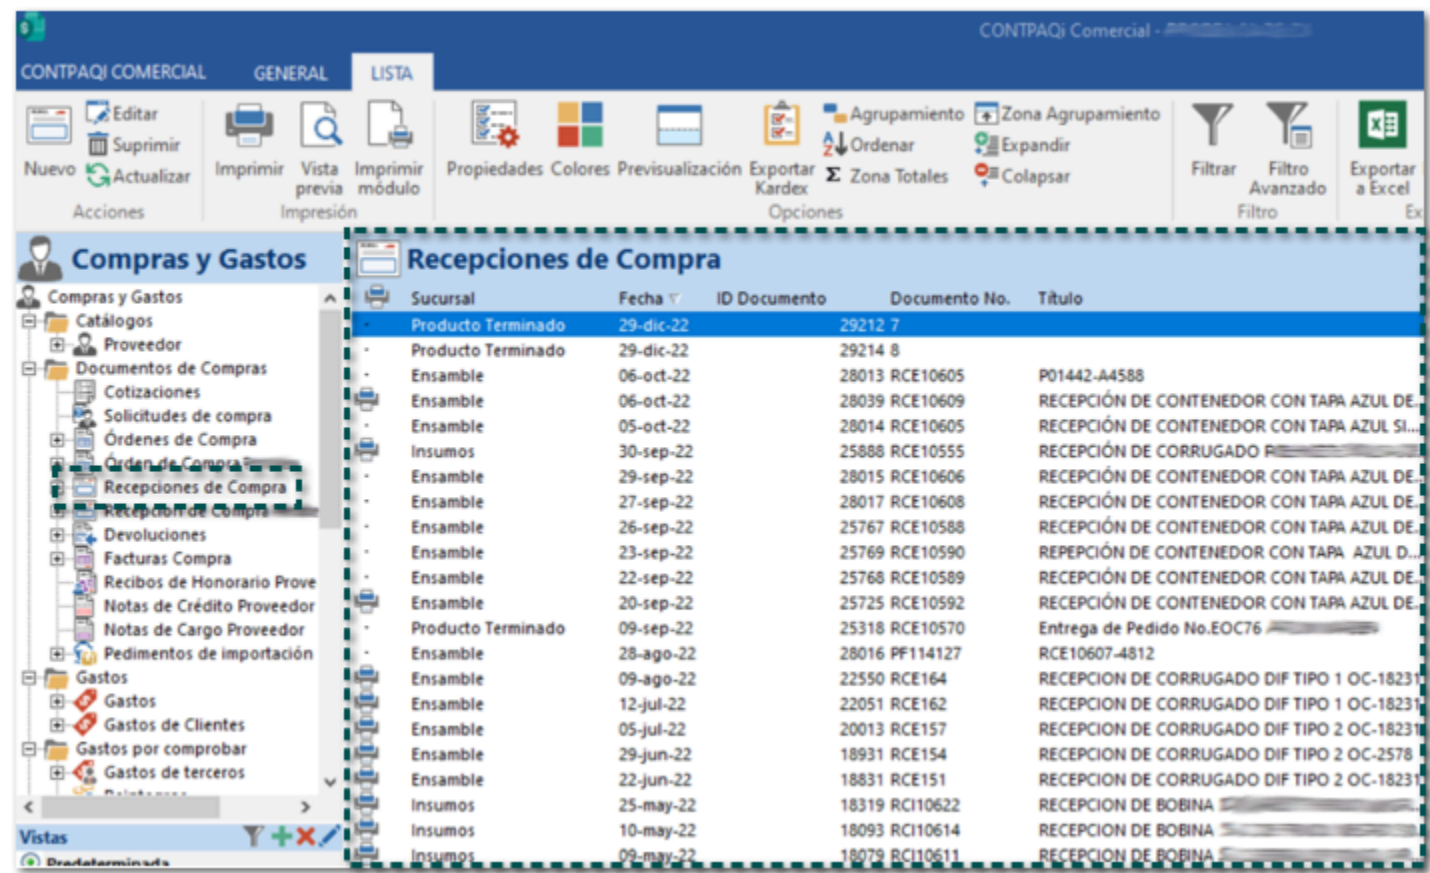 CONTPAQi Comercial -
CONTPAQI COMERCIAL GENERAL LISTA
Nuevo
Editar
Suprimir
Actualizar
Acciones
Imprimir
Vista previa
Imprimir módulo
Impresión
Propiedades
Colores
Previsualización
Exportar Kardex
Agrupamiento
Ordenar
Σ Zona Totales
Zona Agrupamiento
Expandir
Colapsar
Opciones
Filtrar
Filtro Avanzado
Filtro
Exportar a Excel
Ex
Compras y Gastos
Compras y Gastos
Catálogos
Proveedor
Documentos de Compras
Cotizaciones
Solicitudes de compra
Órdenes de Compra
Órden de Compra
Recepciones de Compra
Recepción de Compra
Devoluciones
Facturas Compra
Recibos de Honorario Prove
Notas de Crédito Proveedor
Notas de Cargo Proveedor
Pedimentos de importación
Gastos
Gastos
Gastos de Clientes
Gastos por comprobar
Gastos de terceros
Reintegros
Vistas
Predeterminada
Recepciones de Compra
Sucursal Fecha ID Documento Documento No. Título
Producto Terminado 29-dic-22 29212 7
Producto Terminado 29-dic-22 29214 8
Ensamble 06-oct-22 28013 RCE10605 P01442-A4588
Ensamble 06-oct-22 28039 RCE10609 RECEPCIÓN DE CONTENEDOR CON TAPA AZUL DE...
Ensamble 05-oct-22 28014 RCE10605 RECEPCIÓN DE CONTENEDOR CON TAPA AZUL SI...
Insumos 30-sep-22 25888 RCE10555 RECEPCIÓN DE CORRUGADO
Ensamble 29-sep-22 28015 RCE10606 RECEPCIÓN DE CONTENEDOR CON TAPA AZUL DE...
Ensamble 27-sep-22 28017 RCE10608 RECEPCIÓN DE CONTENEDOR CON TAPA AZUL DE...
Ensamble 26-sep-22 25767 RCE10588 RECEPCIÓN DE CONTENEDOR CON TAPA AZUL DE...
Ensamble 23-sep-22 25769 RCE10590 REPEPCIÓN DE CONTENEDOR CON TAPA AZUL D...
Ensamble 22-sep-22 25768 RCE10589 RECEPCIÓN DE CONTENEDOR CON TAPA AZUL DE...
Ensamble 20-sep-22 25725 RCE10592 RECEPCIÓN DE CONTENEDOR CON TAPA AZUL DE...
Producto Terminado 09-sep-22 25318 RCE10570 Entrega de Pedido No.EOC76
Ensamble 28-ago-22 28016 PF114127 RCE10607-4812
Ensamble 09-ago-22 22550 RCE164 RECEPCION DE CORRUGADO DIF TIPO 1 OC-18231
Ensamble 12-jul-22 22051 RCE162 RECEPCION DE CORRUGADO DIF TIPO 1 OC-18231
Ensamble 05-jul-22 20013 RCE157 RECEPCION DE CORRUGADO DIF TIPO 2 OC-18231
Ensamble 29-jun-22 18931 RCE154 RECEPCION DE CORRUGADO DIF TIPO 2 OC-2578
Ensamble 22-jun-22 18831 RCE151 RECEPCION DE CORRUGADO DIF TIPO 2 OC-18231
Insumos 25-may-22 18319 RCI10622 RECEPCION DE BOBINA
Insumos 10-may-22 18093 RCI10614 RECEPCION DE BOBINA
Insumos 09-may-22 18079 RCI10611 RECEPCION DE BOBINA